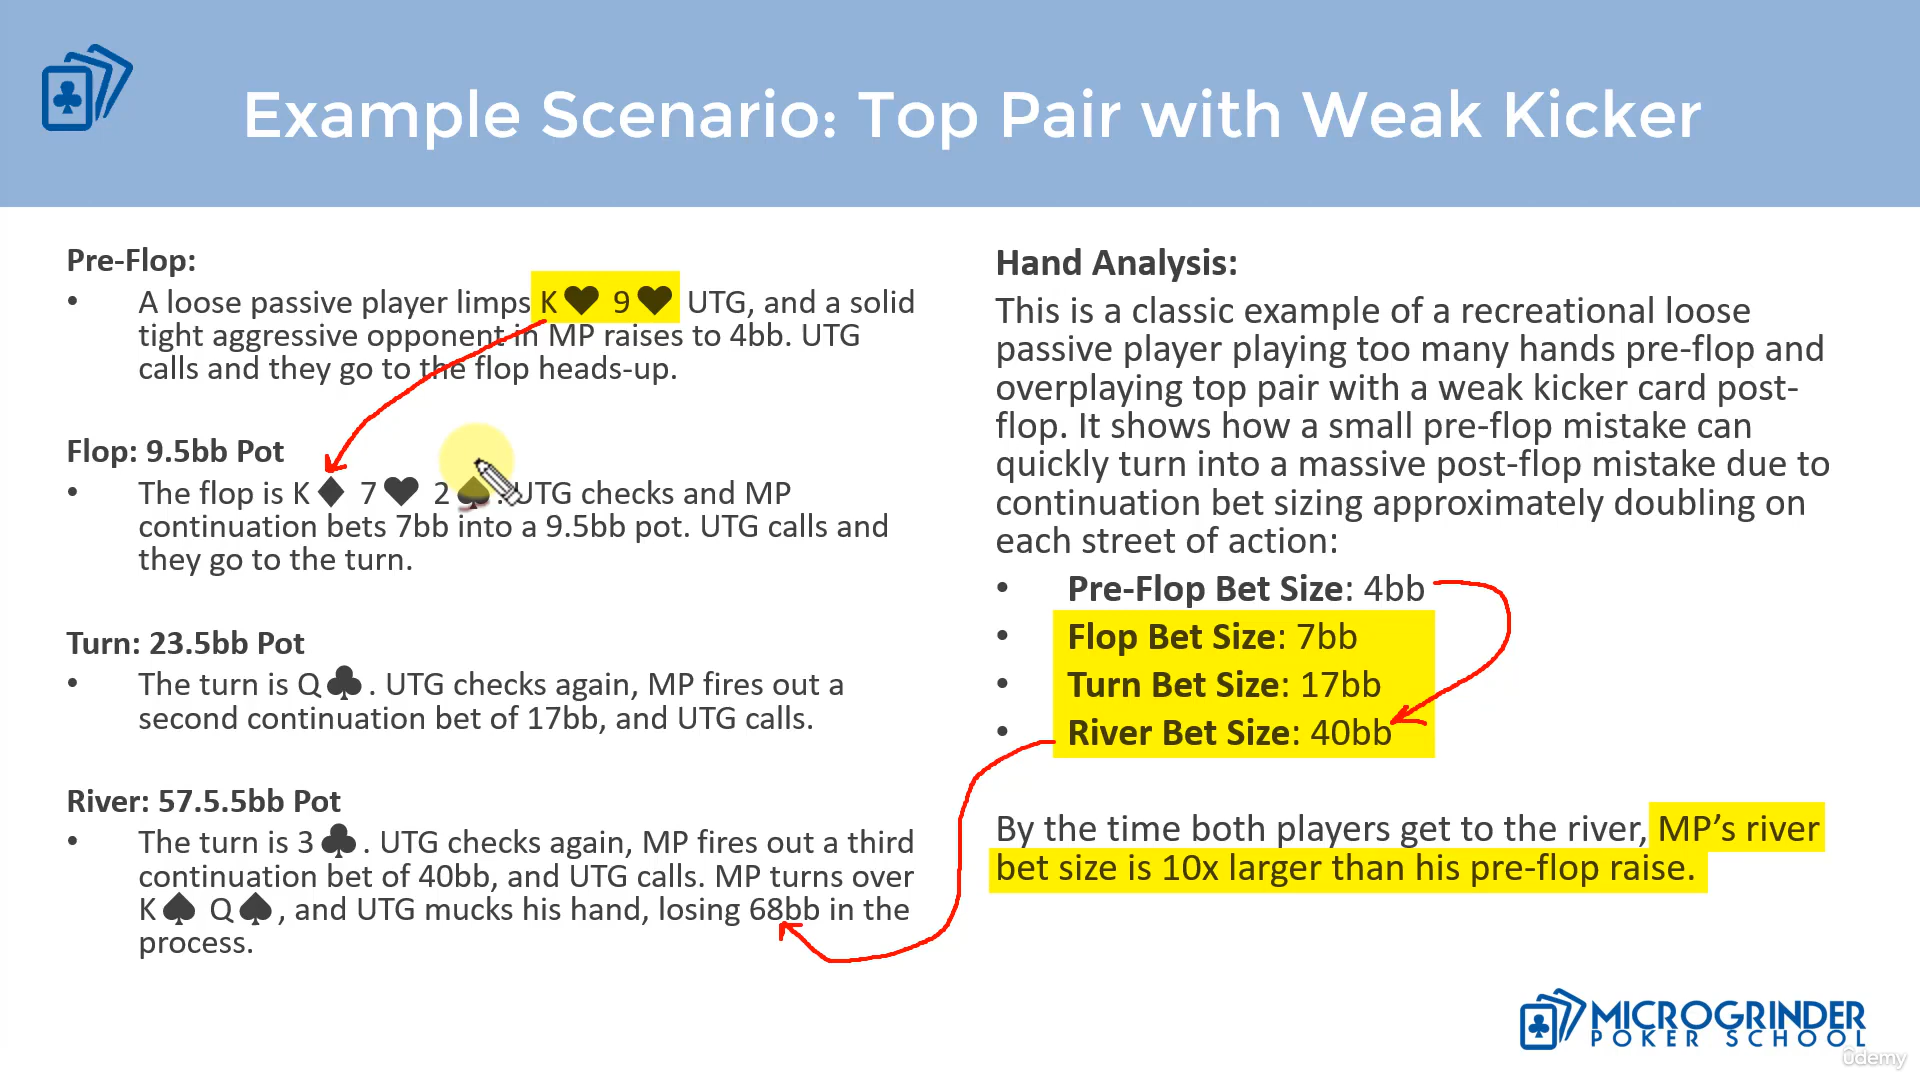 Example Scenario: Top Pair with Weak Kicker
Pre-Flop:
• A loose passive player limps K♥ 9♥ UTG, and a solid
tight aggressive opponent in MP raises to 4bb. UTG
calls and they go to the flop heads-up.
Flop: 9.5bb Pot
• The flop is K♦ 7♥ 2♠. UTG checks and MP
continuation bets 7bb into a 9.5bb pot. UTG calls and
they go to the turn.
Turn: 23.5bb Pot
• The turn is Q♣. UTG checks again, MP fires out a
second continuation bet of 17bb, and UTG calls.
River: 57.5.5bb Pot
• The turn is 3♣. UTG checks again, MP fires out a third
continuation bet of 40bb, and UTG calls. MP turns over
K♠ Q♠, and UTG mucks his hand, losing 68bb in the
process.
Hand Analysis:
This is a classic example of a recreational loose
passive player playing too many hands pre-flop and
overplaying top pair with a weak kicker card post-
flop. It shows how a small pre-flop mistake can
quickly turn into a massive post-flop mistake due to
continuation bet sizing approximately doubling on
each street of action:
• Pre-Flop Bet Size: 4bb
• Flop Bet Size: 7bb
• Turn Bet Size: 17bb
• River Bet Size: 40bb
By the time both players get to the river, MP’s river
bet size is 10x larger than his pre-flop raise.
MICROGRINDER
POKER SCHOOL
ûdemy